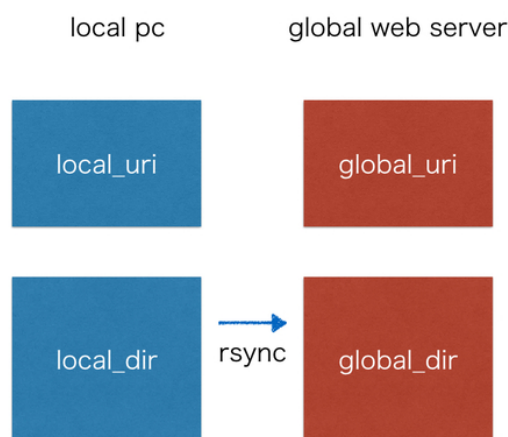 local pc
global web server
local_uri
global_uri
local_dir
rsync
global_dir